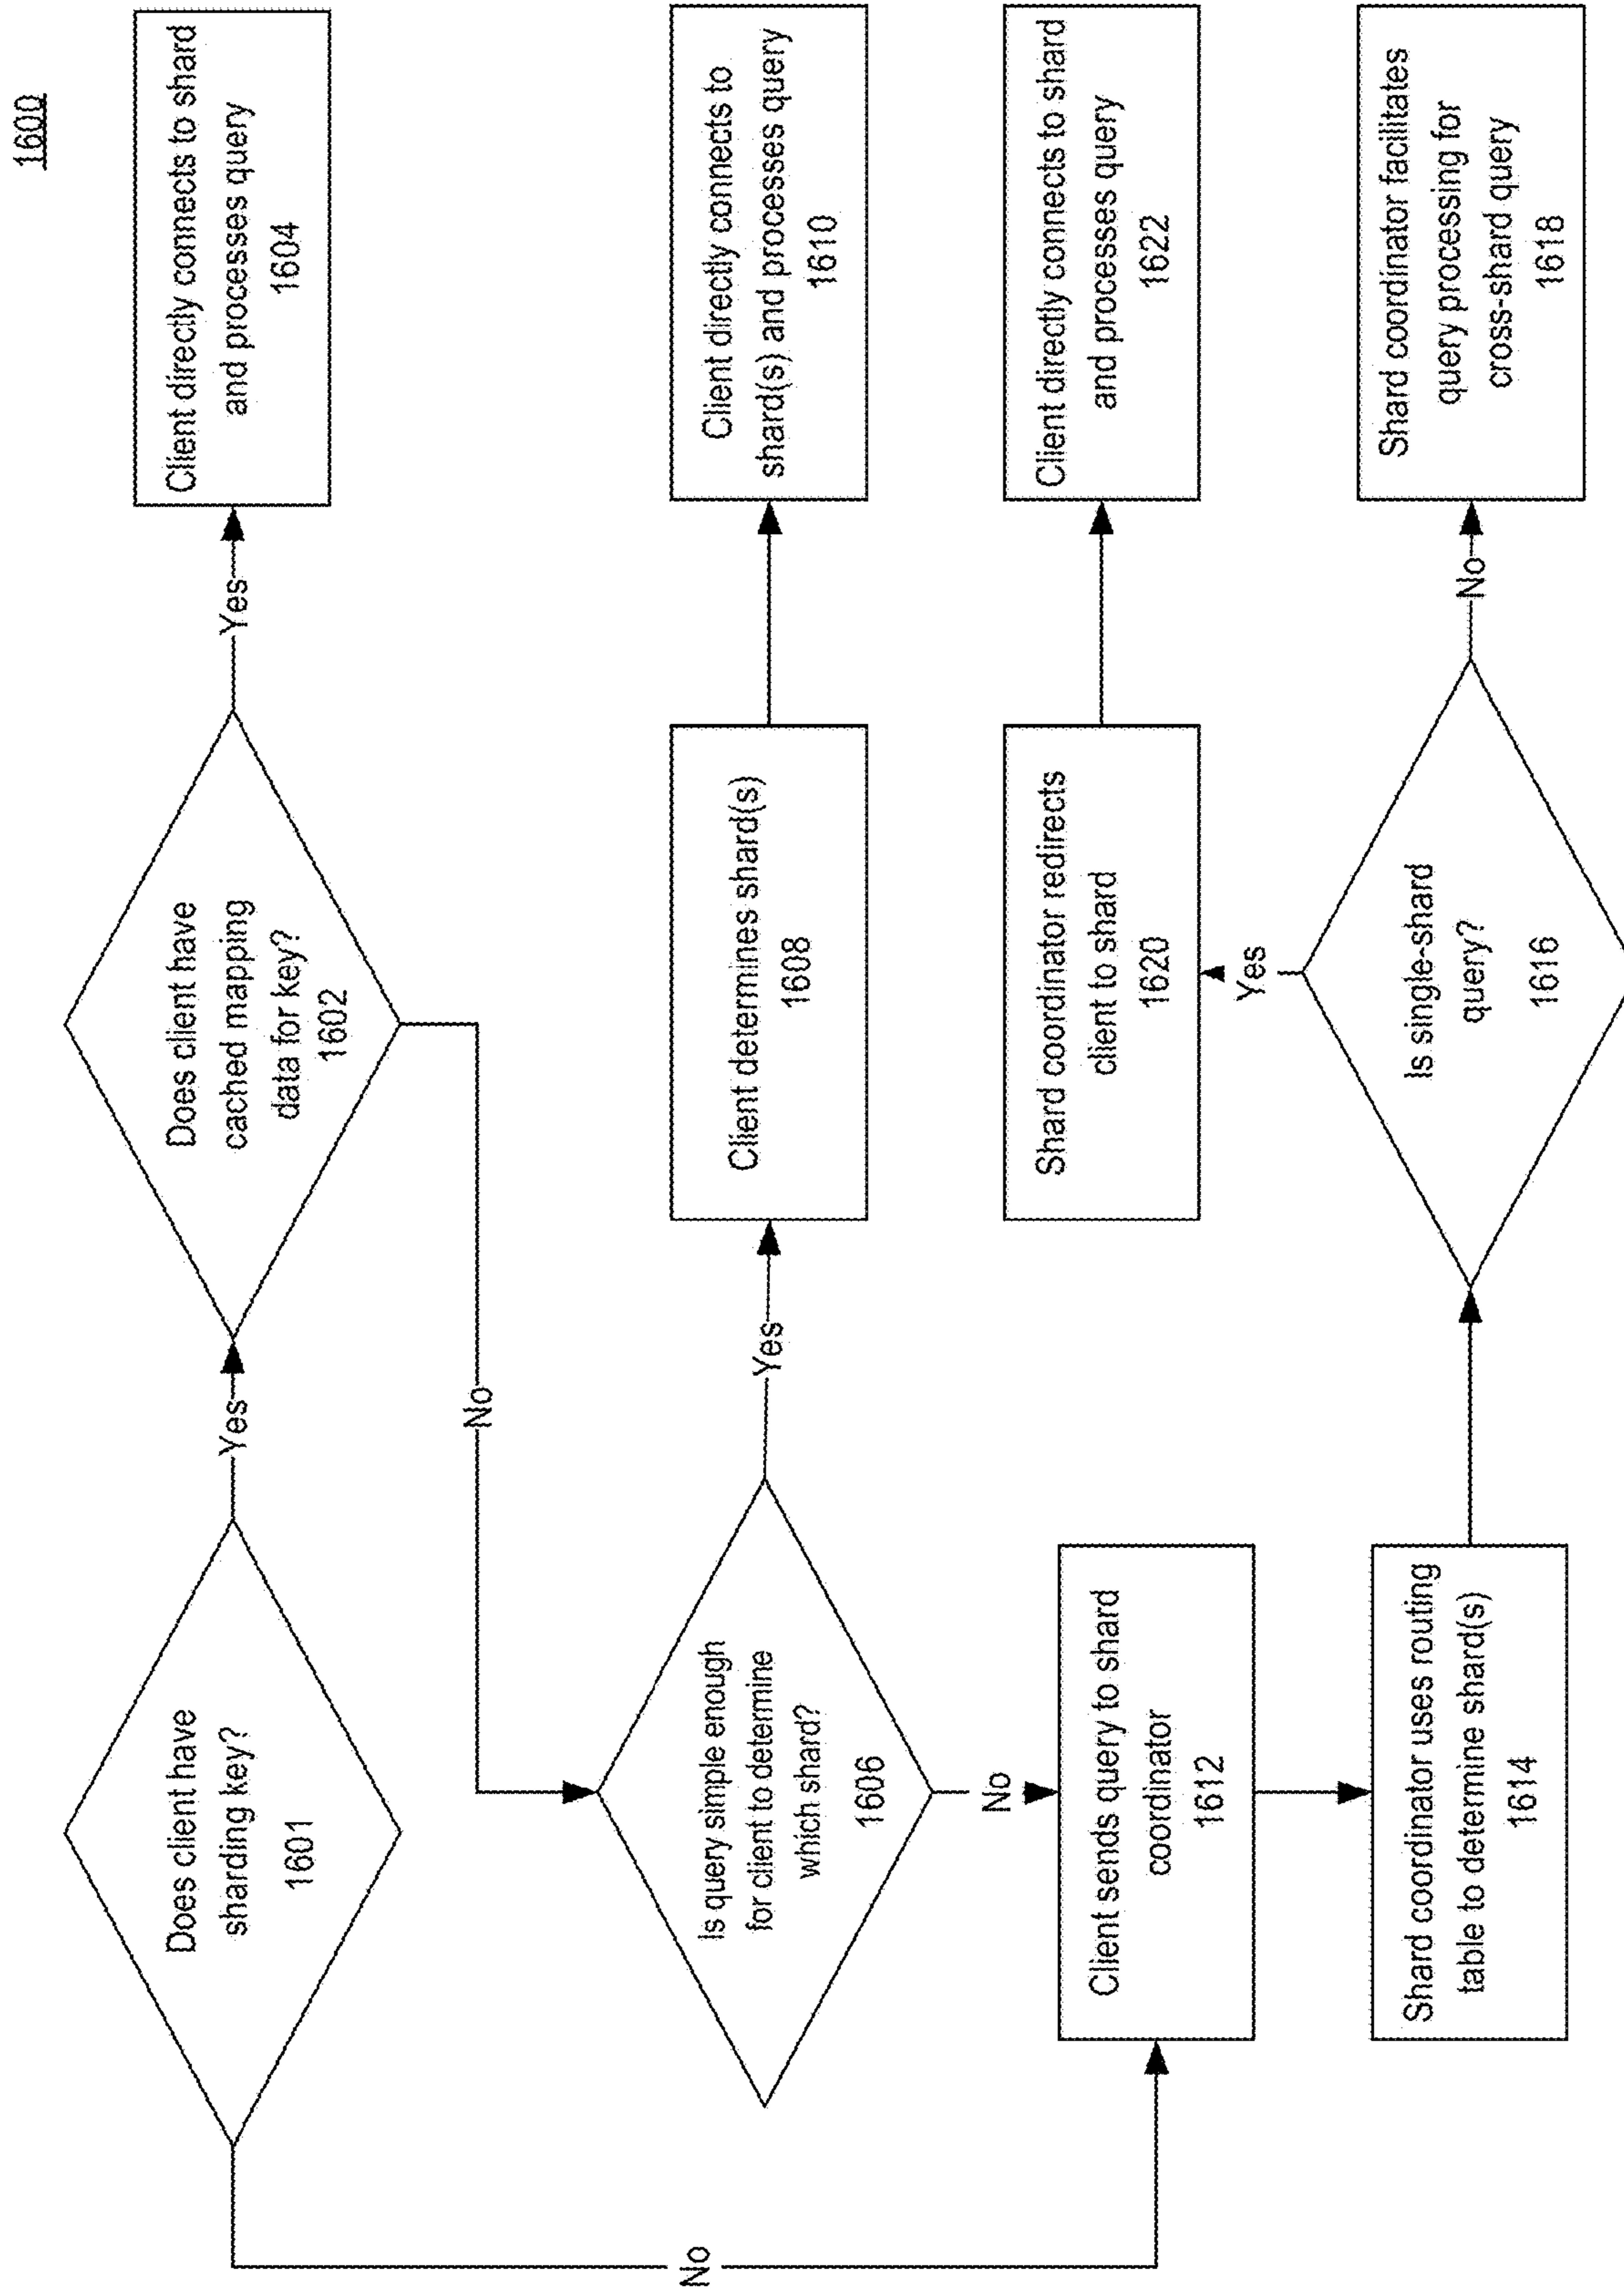 1600
Does client have
sharding key?
1601
Yes
Does client have
cached mapping
data for key?
1602
Yes
Client directly connects to shard
and processes query
1604
No
No
Is query simple enough
for client to determine
which shard?
1606
Yes
Client determines shard(s)
1608
Client directly connects to
shard(s) and processes query
1610
No
Client sends query to shard
coordinator
1612
Shard coordinator redirects
client to shard
1620
Client directly connects to shard
and processes query
1622
Yes
Shard coordinator uses routing
table to determine shard(s)
1614
Is single-shard
query?
1616
No
Shard coordinator facilitates
query processing for
cross-shard query
1618